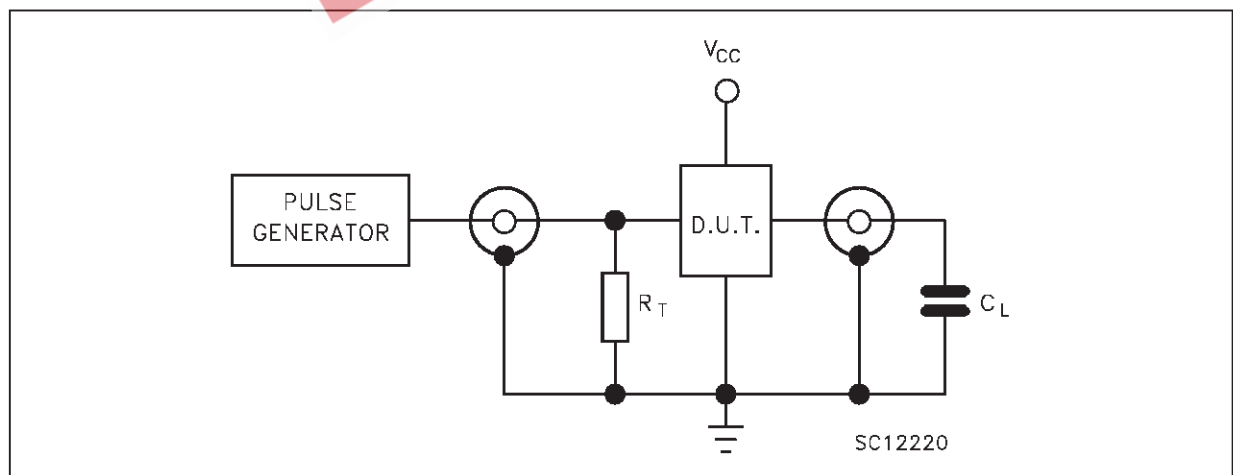 VCC
PULSE
GENERATOR
D.U.T.
RT
CL
SC12220